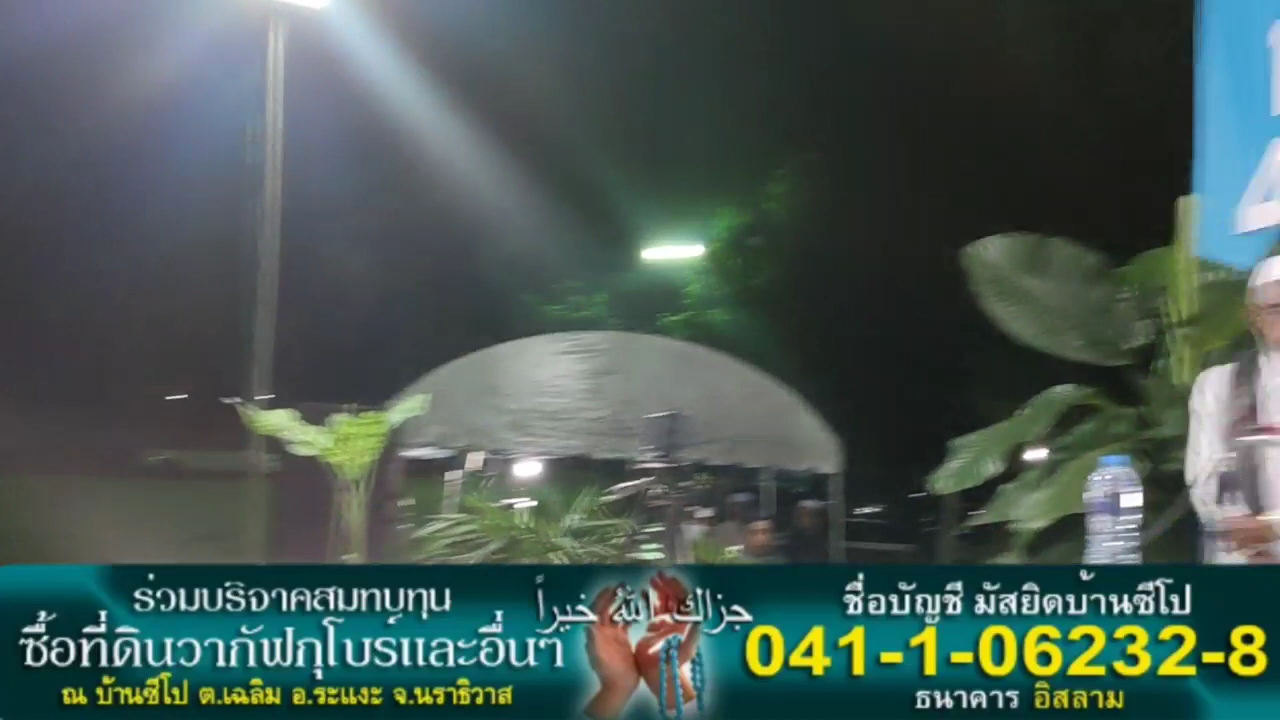 ร่วมบริจาคสมทบทุน
ซื้อที่ดินวากัฟกุโบร์และอื่นๆ
ณ บ้านซีโป ต.เฉลิม อ.ระแงะ จ.นราธิวาส
جزاك الله خيراً
ชื่อบัญชี มัสยิดบ้านซีโป
041-1-06232-8
ธนาคาร อิสลาม